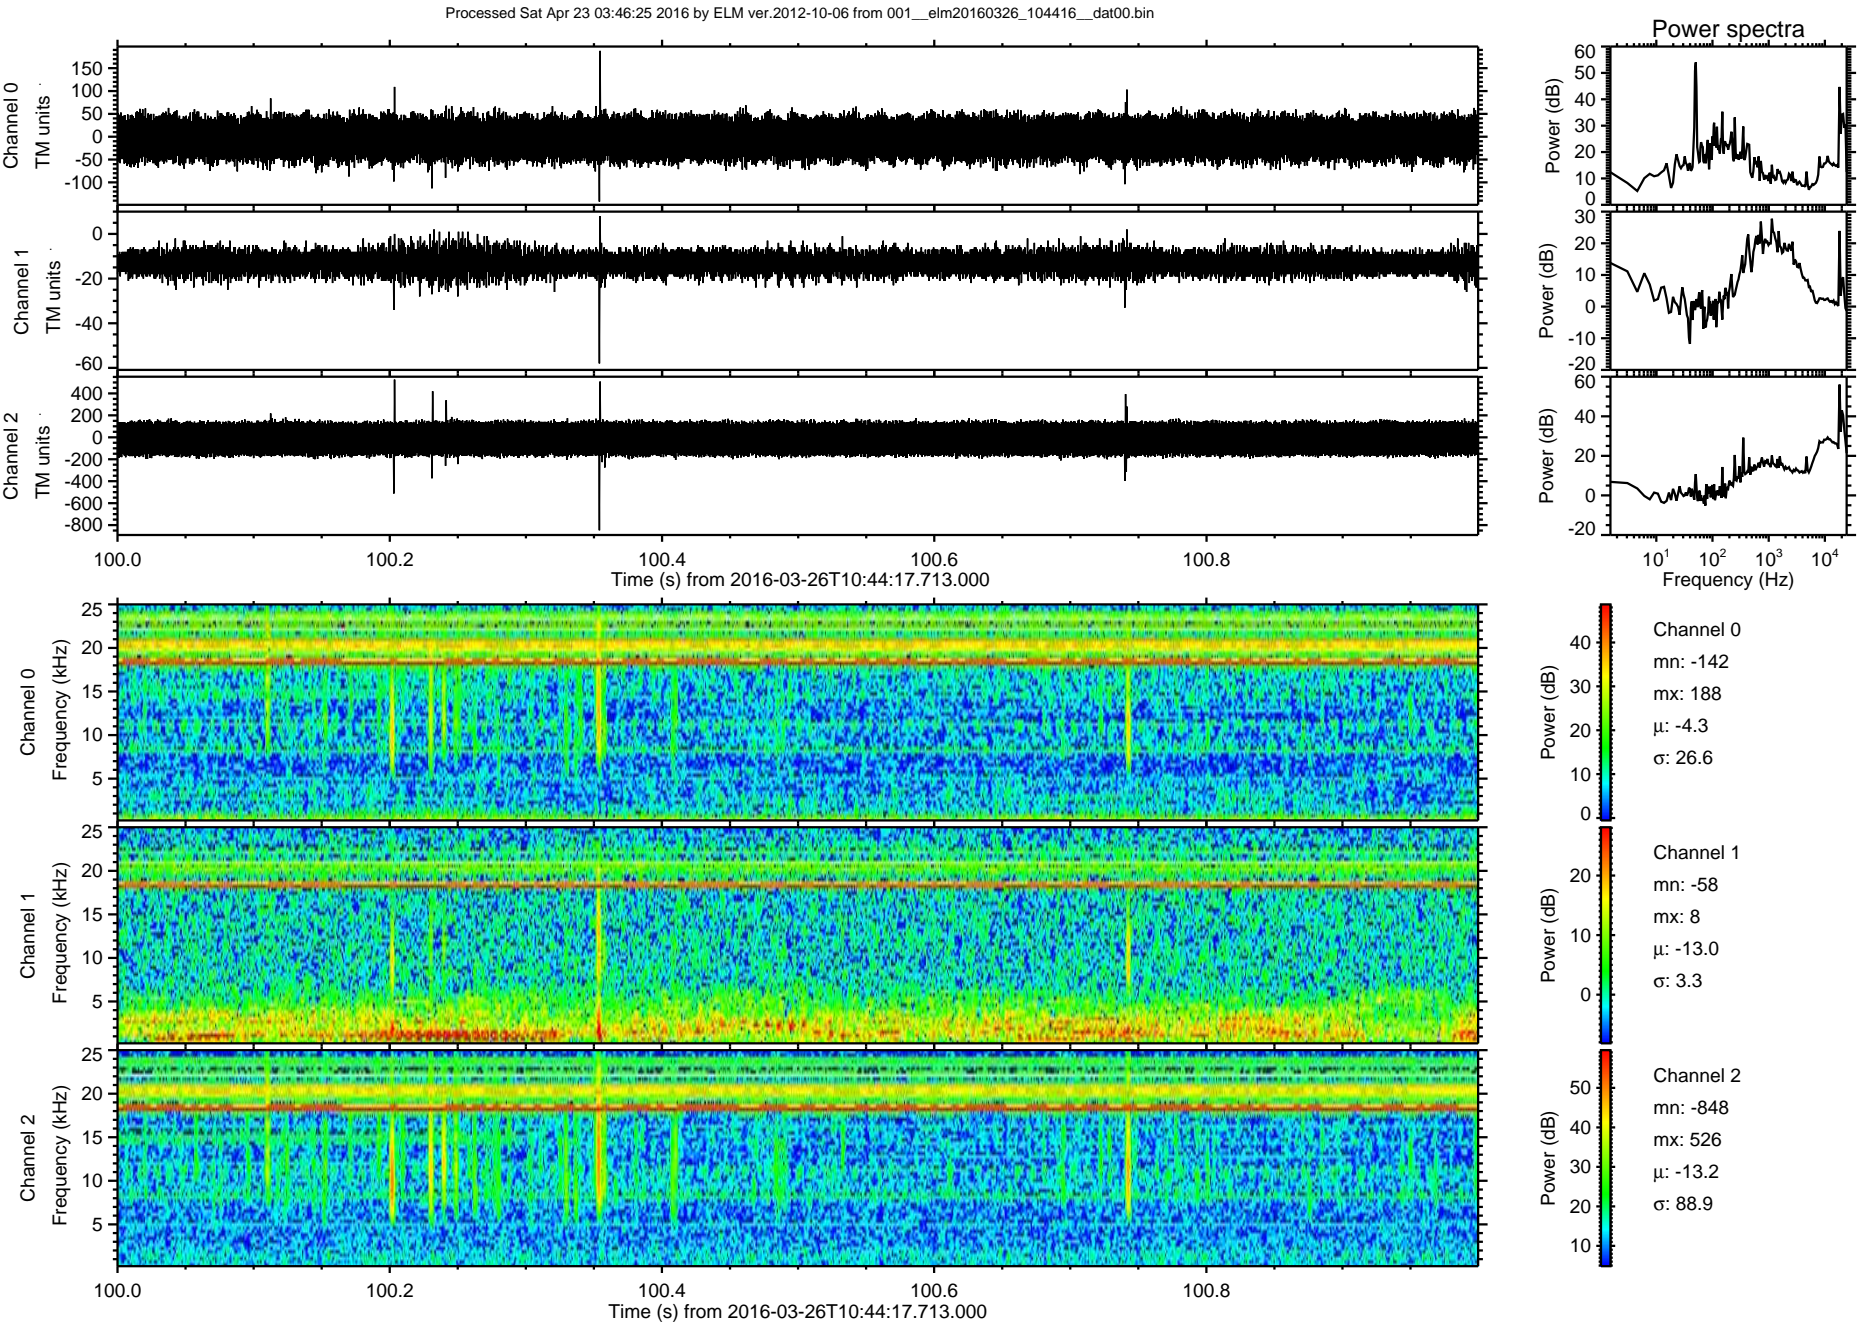 Processed Sat Apr 23 03:46:25 2016 by ELM ver.2012-10-06 from 001__elm20160326_104416__dat00.bin
Power spectra
Channel 0
TM units
150
100
50
0
-50
-100
Power (dB)
60
50
40
30
20
10
0
Channel 1
TM units
0
-20
-40
-60
Power (dB)
30
20
10
0
-10
-20
Channel 2
TM units
400
200
0
-200
-400
-600
-800
Power (dB)
60
40
20
0
-20
100.0 100.2 100.4 100.6 100.8
Time (s) from 2016-03-26T10:44:17.713.000
10^1 10^2 10^3 10^4
Frequency (Hz)
Channel 0
Frequency (kHz)
25
20
15
10
5
Power (dB)
40
30
20
10
0
Channel 0
mn: -142
mx: 188
μ: -4.3
σ: 26.6
Channel 1
Frequency (kHz)
25
20
15
10
5
Power (dB)
20
10
0
Channel 1
mn: -58
mx: 8
μ: -13.0
σ: 3.3
Channel 2
Frequency (kHz)
25
20
15
10
5
Power (dB)
50
40
30
20
10
Channel 2
mn: -848
mx: 526
μ: -13.2
σ: 88.9
100.0 100.2 100.4 100.6 100.8
Time (s) from 2016-03-26T10:44:17.713.000